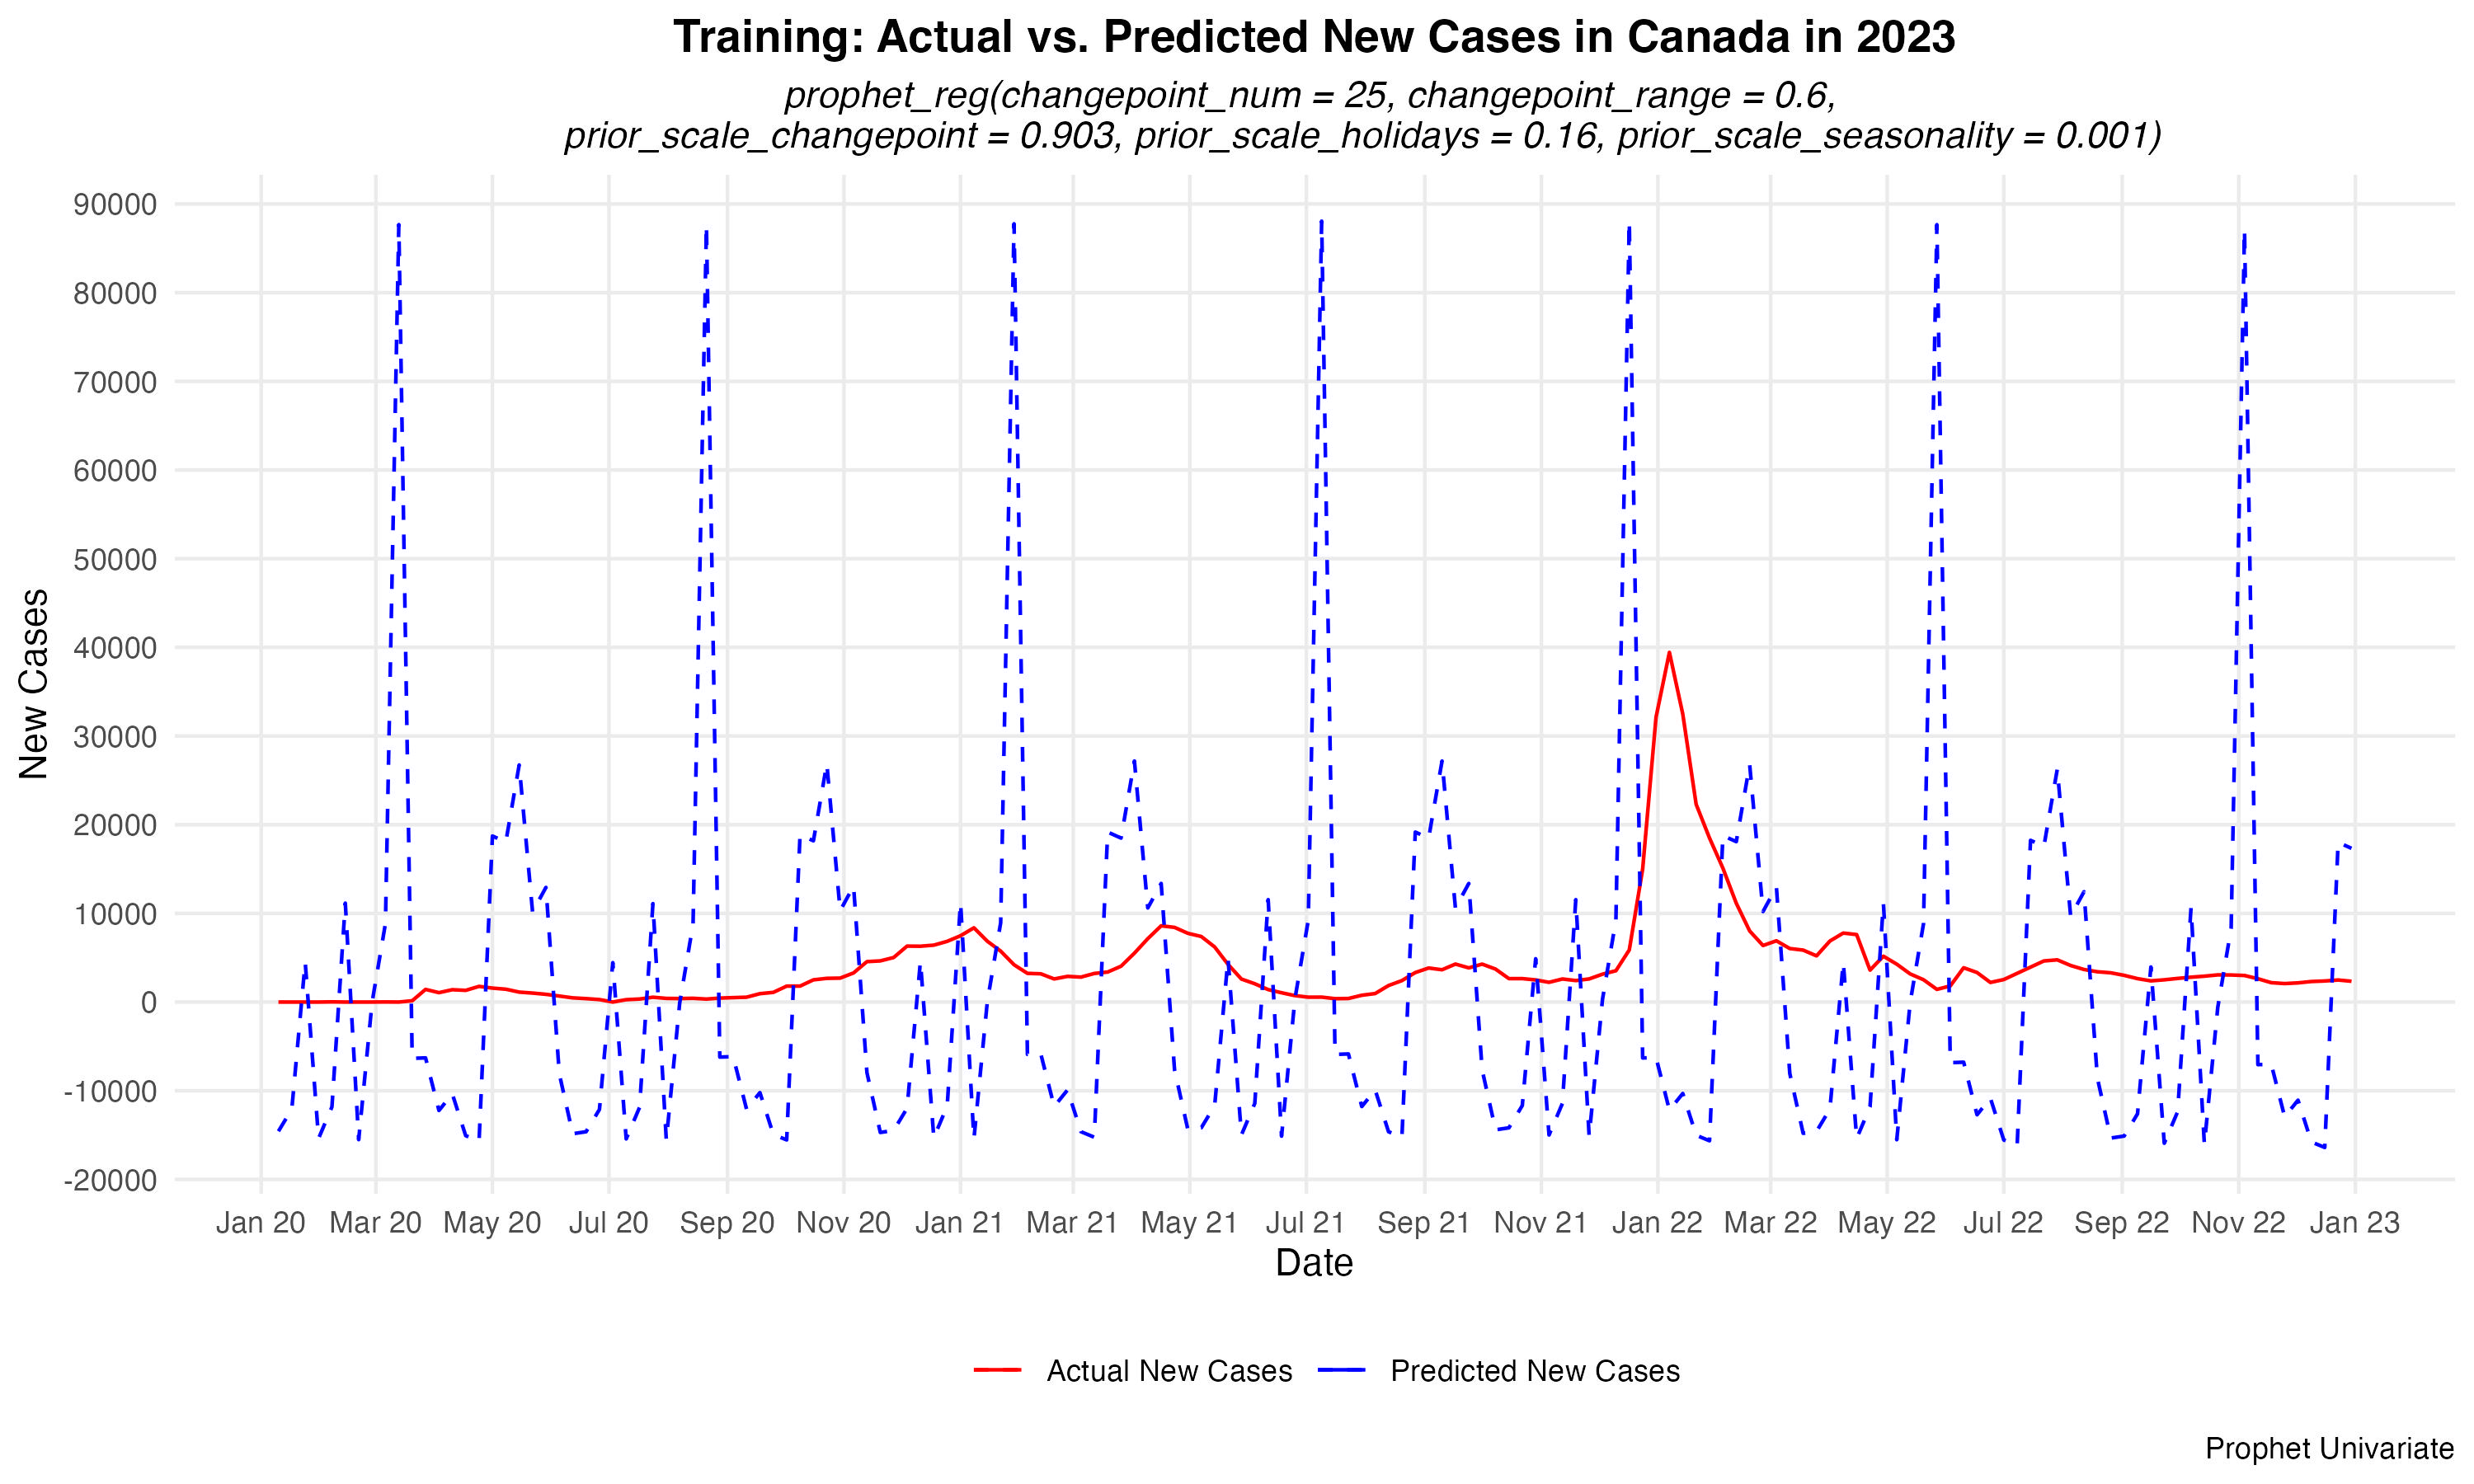 Training: Actual vs. Predicted New Cases in Canada in 2023
prophet_reg(changepoint_num = 25, changepoint_range = 0.6,
prior_scale_changepoint = 0.903, prior_scale_holidays = 0.16, prior_scale_seasonality = 0.001)
90000
80000
70000
60000
50000
40000
30000
20000
10000
0
-10000
-20000
New Cases
Jan 20 Mar 20 May 20 Jul 20 Sep 20 Nov 20 Jan 21 Mar 21 May 21 Jul 21 Sep 21 Nov 21 Jan 22 Mar 22 May 22 Jul 22 Sep 22 Nov 22 Jan 23
Date
Actual New Cases Predicted New Cases
Prophet Univariate